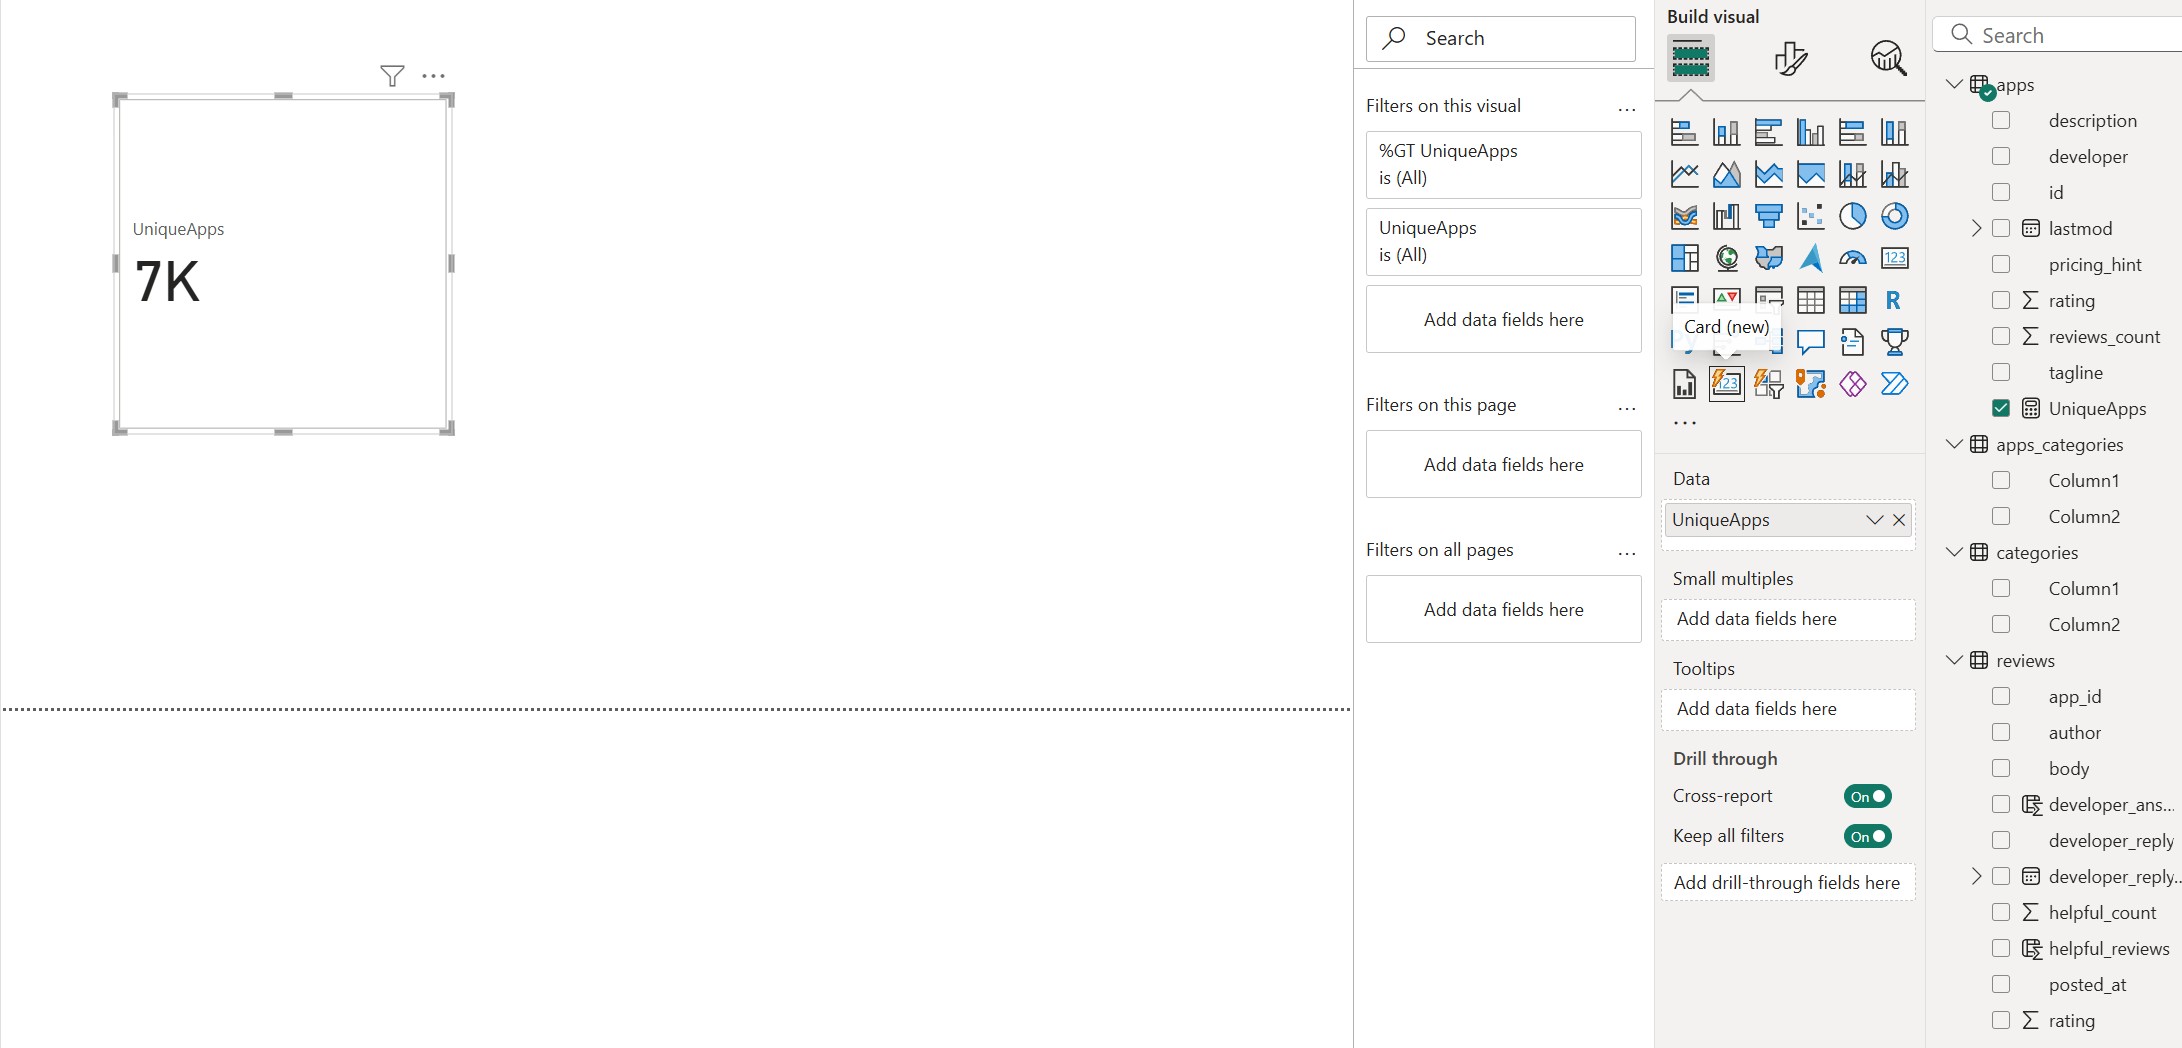 UniqueApps
7K
Search
Filters on this visual
...
%GT UniqueApps
is (All)
UniqueApps
is (All)
Add data fields here
Filters on this page
...
Add data fields here
Filters on all pages
...
Add data fields here
Build visual
123
R
Card (new)
Py
123
...
Data
UniqueApps
Small multiples
Add data fields here
Tooltips
Add data fields here
Drill through
Cross-report
On
Keep all filters
On
Add drill-through fields here
Search
apps
description
developer
id
lastmod
pricing_hint
rating
reviews_count
tagline
UniqueApps
apps_categories
Column1
Column2
categories
Column1
Column2
reviews
app_id
author
body
developer_ans...
developer_reply
developer_reply...
helpful_count
helpful_reviews
posted_at
rating